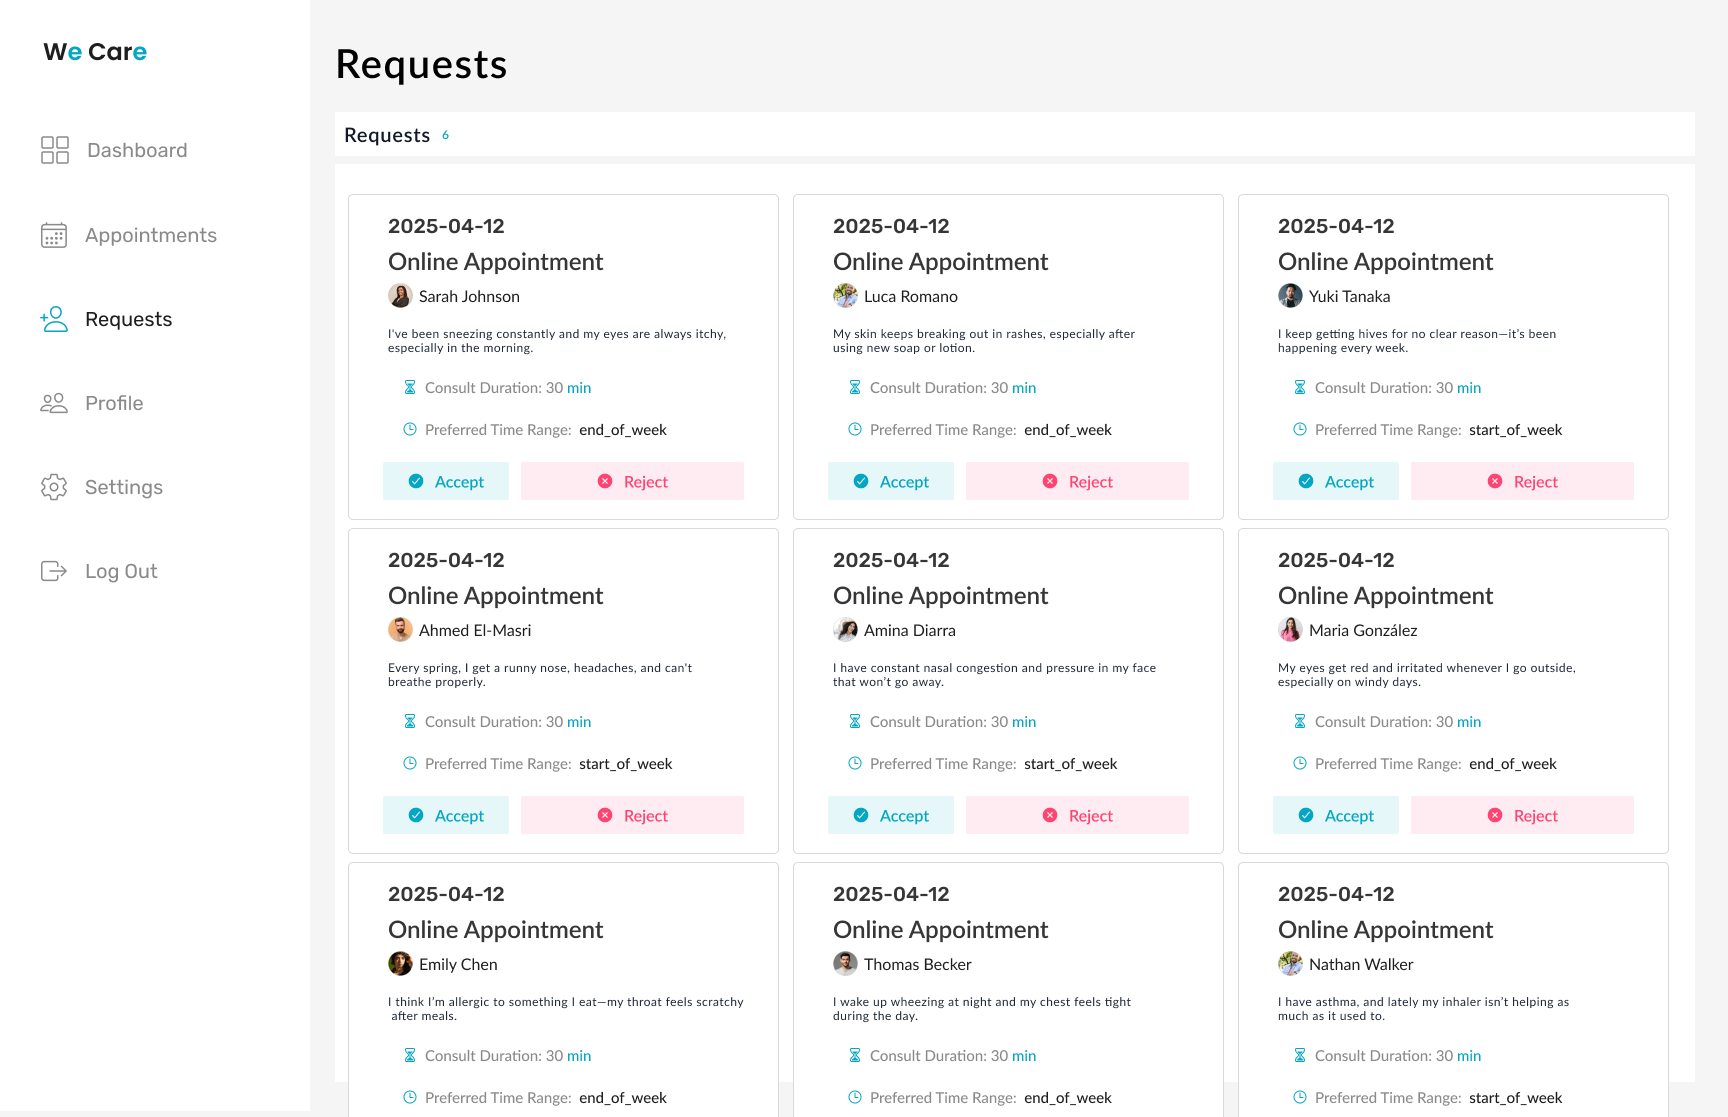 We Care
Dashboard
Appointments
Requests
Profile
Settings
Log Out
Requests
Requests 6
2025-04-12
Online Appointment
Sarah Johnson
I've been sneezing constantly and my eyes are always itchy,
especially in the morning.
Consult Duration: 30 min
Preferred Time Range: end_of_week
Accept
Reject
2025-04-12
Online Appointment
Luca Romano
My skin keeps breaking out in rashes, especially after
using new soap or lotion.
Consult Duration: 30 min
Preferred Time Range: end_of_week
Accept
Reject
2025-04-12
Online Appointment
Yuki Tanaka
I keep getting hives for no clear reason—it's been
happening every week.
Consult Duration: 30 min
Preferred Time Range: start_of_week
Accept
Reject
2025-04-12
Online Appointment
Ahmed El-Masri
Every spring, I get a runny nose, headaches, and can't
breathe properly.
Consult Duration: 30 min
Preferred Time Range: start_of_week
Accept
Reject
2025-04-12
Online Appointment
Amina Diarra
I have constant nasal congestion and pressure in my face
that won't go away.
Consult Duration: 30 min
Preferred Time Range: start_of_week
Accept
Reject
2025-04-12
Online Appointment
Maria González
My eyes get red and irritated whenever I go outside,
especially on windy days.
Consult Duration: 30 min
Preferred Time Range: end_of_week
Accept
Reject
2025-04-12
Online Appointment
Emily Chen
I think I'm allergic to something I eat—my throat feels scratchy
after meals.
Consult Duration: 30 min
Preferred Time Range: end_of_week
2025-04-12
Online Appointment
Thomas Becker
I wake up wheezing at night and my chest feels tight
during the day.
Consult Duration: 30 min
Preferred Time Range: end_of_week
2025-04-12
Online Appointment
Nathan Walker
I have asthma, and lately my inhaler isn't helping as
much as it used to.
Consult Duration: 30 min
Preferred Time Range: start_of_week